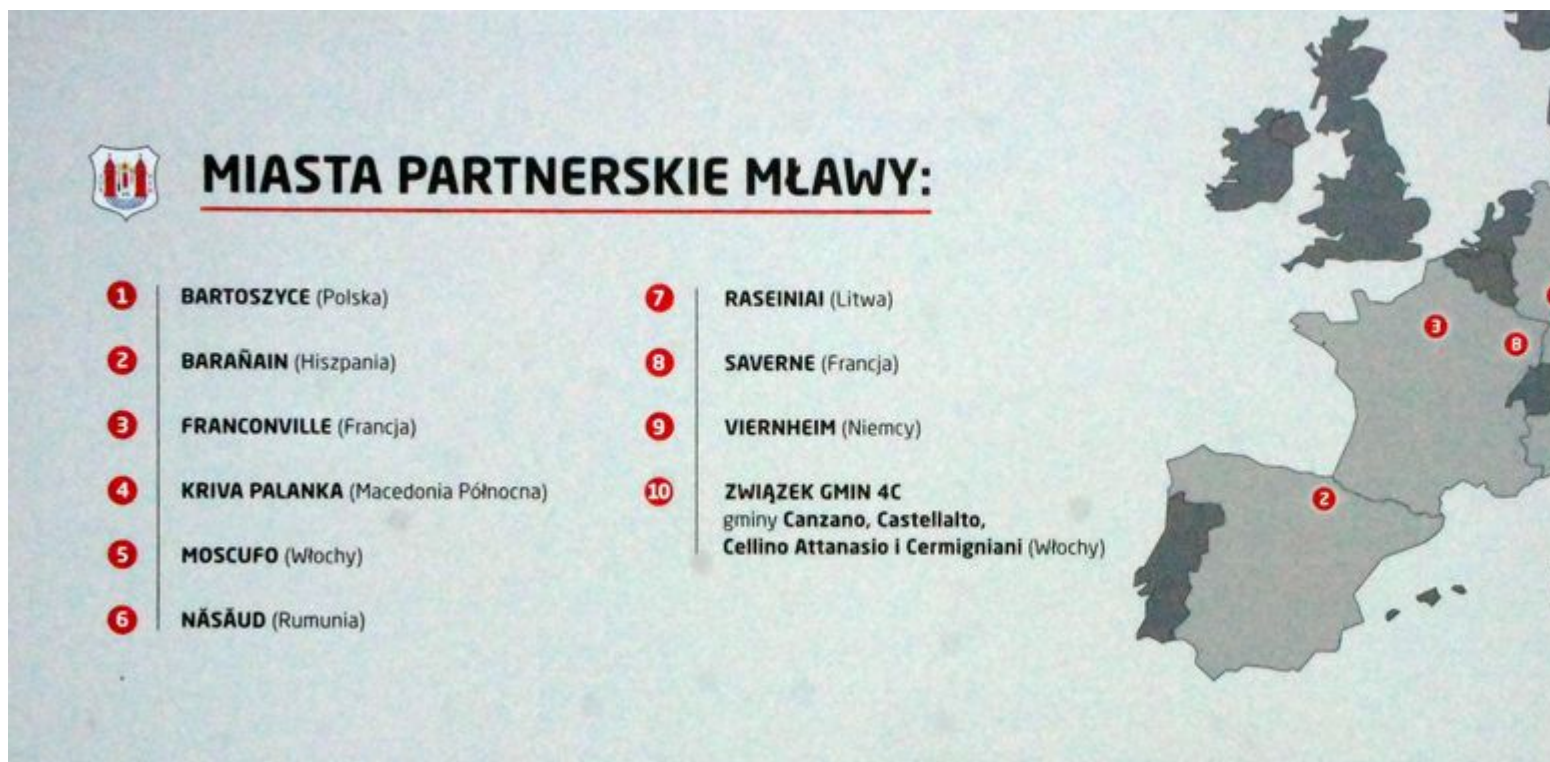 MIASTA PARTNERSKIE MŁAWY:
1 BARTOSZYCE (Polska)
2 BARAÑAIN (Hiszpania)
3 FRANCONVILLE (Francja)
4 KRIVA PALANKA (Macedonia Północna)
5 MOSCUFO (Włochy)
6 NĂSĂUD (Rumunia)
7 RASEINIAI (Litwa)
8 SAVERNE (Francja)
9 VIERNHEIM (Niemcy)
10 ZWIĄZEK GMIN 4C
gminy Canzano, Castellalto,
Cellino Attanasio i Cermigniani (Włochy)
3
8
2